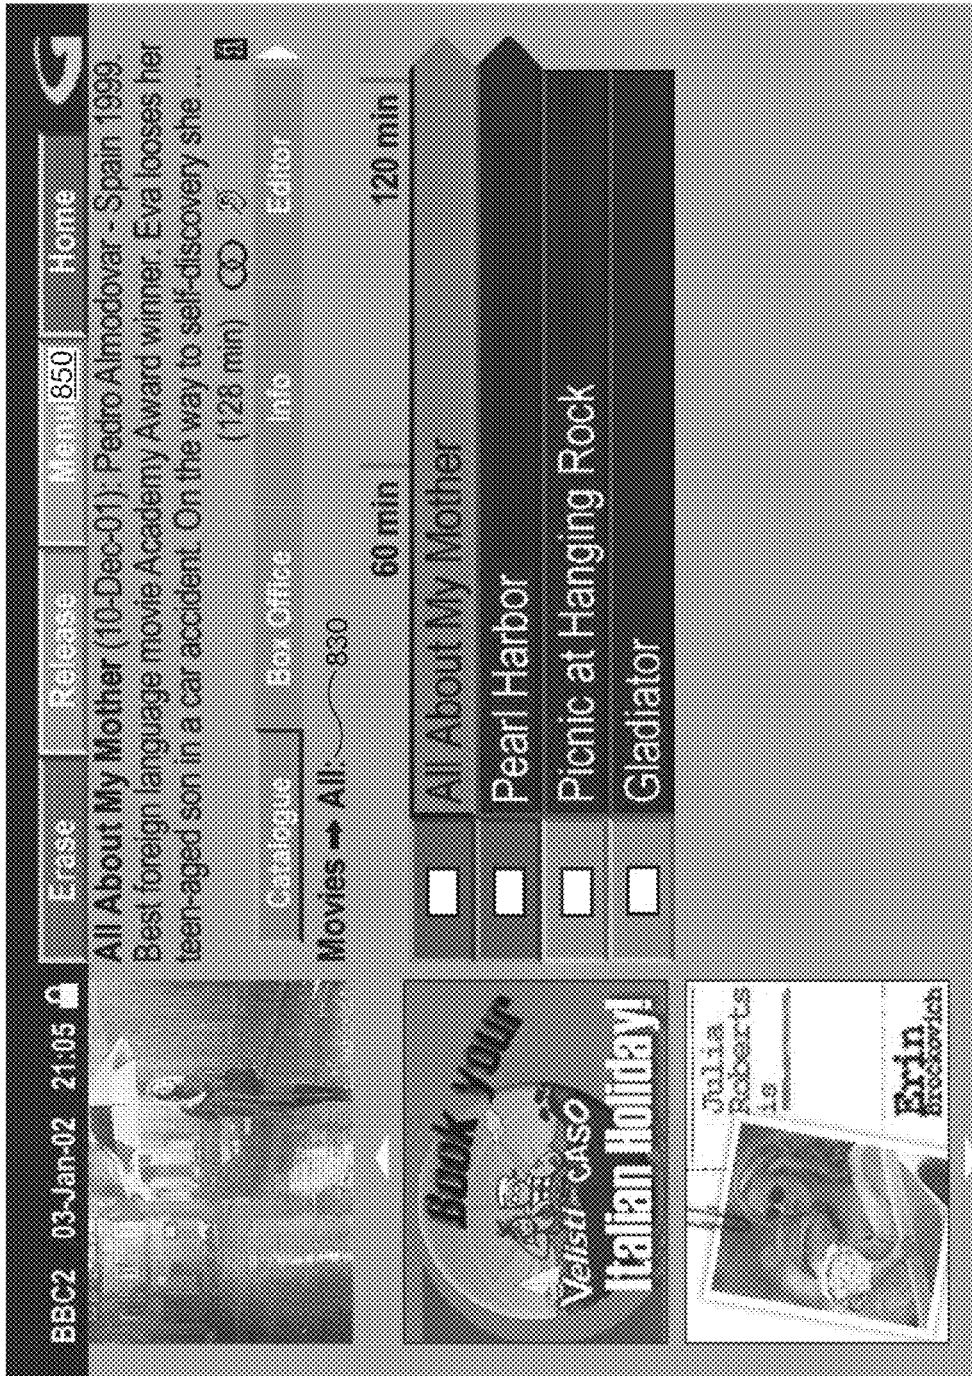 BBC2 03-Jan-02 21:05
Erase Release Menu 850 Home
All About My Mother (10-Dec-01): Pedro Almodovar - Spain 1999.
Best foreign language movie Academy Award winner. Eva looses her
teen-aged son in a car accident. On the way to self-discovery she ...
(128 min)
Catalogue Box Office Info Editor
Movies ➡ All: 830
60 min 120 min
All About My Mother
Pearl Harbor
Picnic at Hanging Rock
Gladiator
Book your
CASO
Italian Holiday!
Julia
Roberts
is
Erin
Brockovich